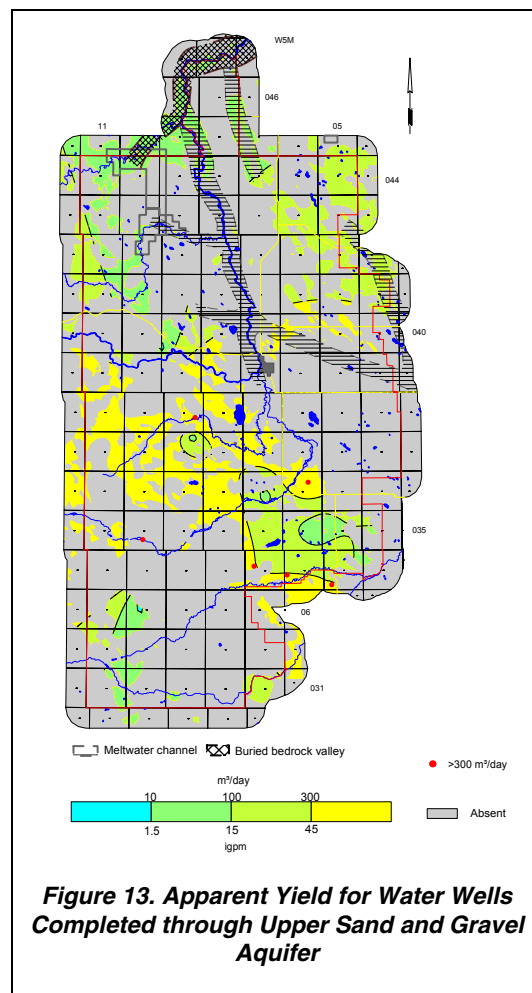 W5M
046
11
05
044
040
035
06
031
Meltwater channel
Buried bedrock valley
>300 m³/day
m³/day
10
100
300
Absent
1.5
15
45
igpm
Figure 13. Apparent Yield for Water Wells
Completed through Upper Sand and Gravel
Aquifer